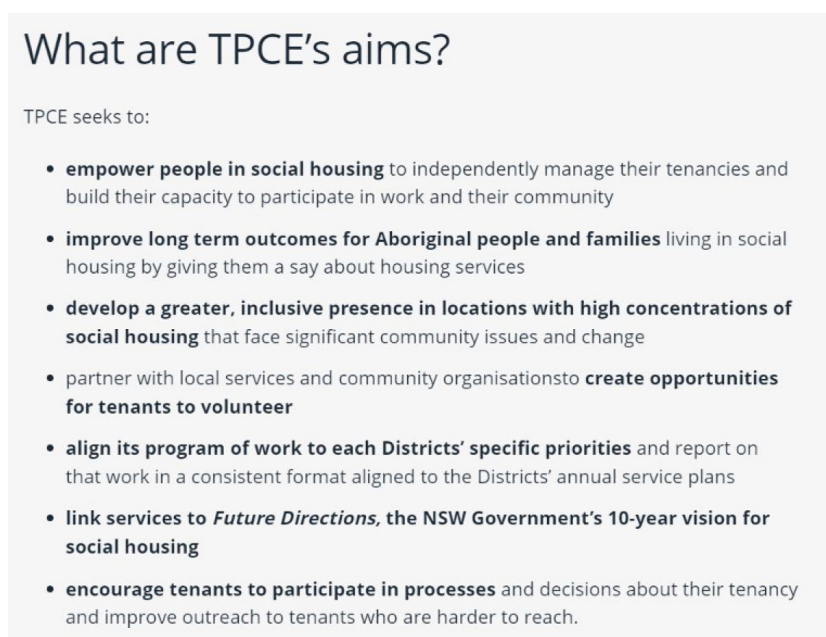 What are TPCE’s aims?
TPCE seeks to:
• empower people in social housing to independently manage their tenancies and
build their capacity to participate in work and their community
• improve long term outcomes for Aboriginal people and families living in social
housing by giving them a say about housing services
• develop a greater, inclusive presence in locations with high concentrations of
social housing that face significant community issues and change
• partner with local services and community organisationsto create opportunities
for tenants to volunteer
• align its program of work to each Districts’ specific priorities and report on
that work in a consistent format aligned to the Districts’ annual service plans
• link services to Future Directions, the NSW Government’s 10-year vision for
social housing
• encourage tenants to participate in processes and decisions about their tenancy
and improve outreach to tenants who are harder to reach.